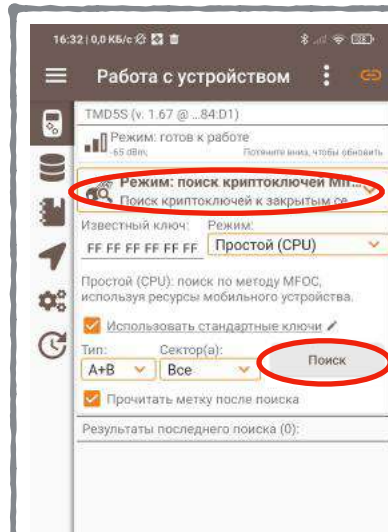 16:32 | 0,0 КБ/с
Работа с устройством
TMD5S (v. 1.67 @ ...84:D1)
Режим: готов к работе
-65 dBm;
Потяните вниз, чтобы обновить
Режим: поиск криптоключей Mif...
Поиск криптоключей к закрытым се...
Известный ключ:
Режим:
FF FF FF FF FF FF
Простой (CPU)
Простой (CPU): поиск по методу MFOC,
используя ресурсы мобильного устройства.
Использовать стандартные ключи
Тип:
Сектор(а):
A+B
Все
Поиск
Прочитать метку после поиска
Результаты последнего поиска (0):